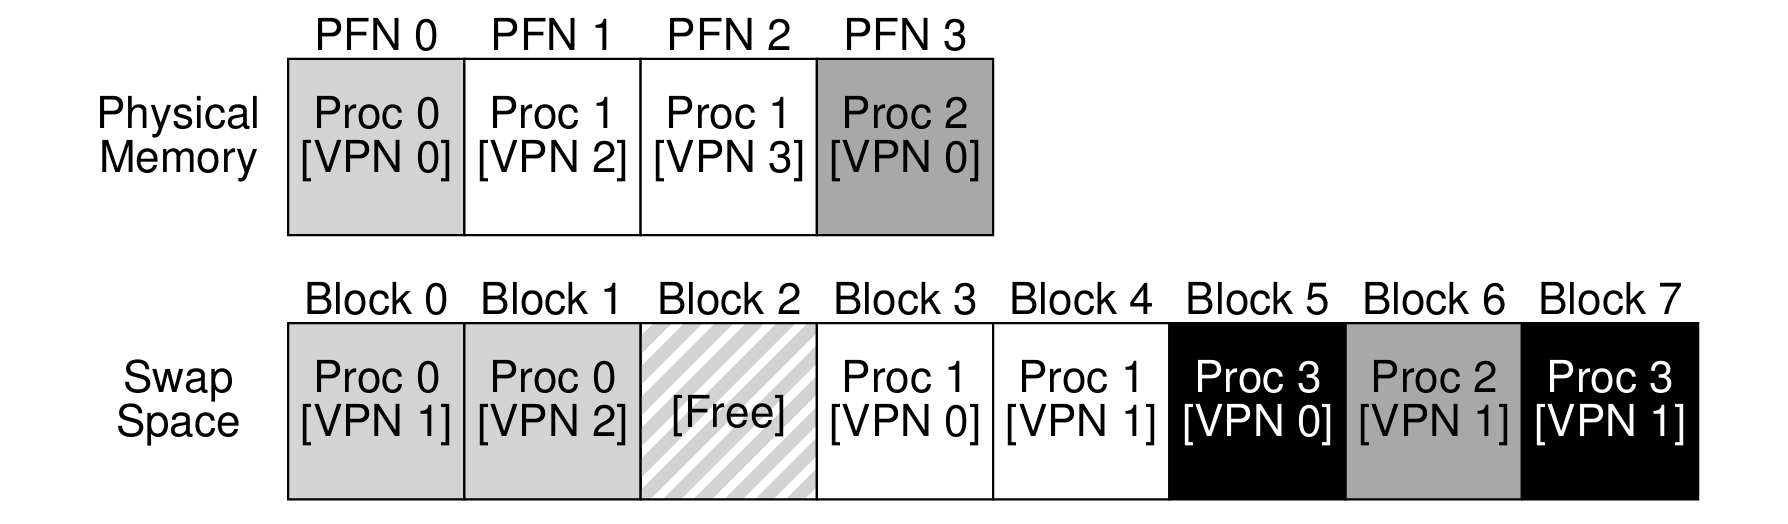 PFN 0 PFN 1 PFN 2 PFN 3
Physical Memory
Proc 0 [VPN 0]
Proc 1 [VPN 2]
Proc 1 [VPN 3]
Proc 2 [VPN 0]
Block 0 Block 1 Block 2 Block 3 Block 4 Block 5 Block 6 Block 7
Swap Space
Proc 0 [VPN 1]
Proc 0 [VPN 2]
[Free]
Proc 1 [VPN 0]
Proc 1 [VPN 1]
Proc 3 [VPN 0]
Proc 2 [VPN 1]
Proc 3 [VPN 1]